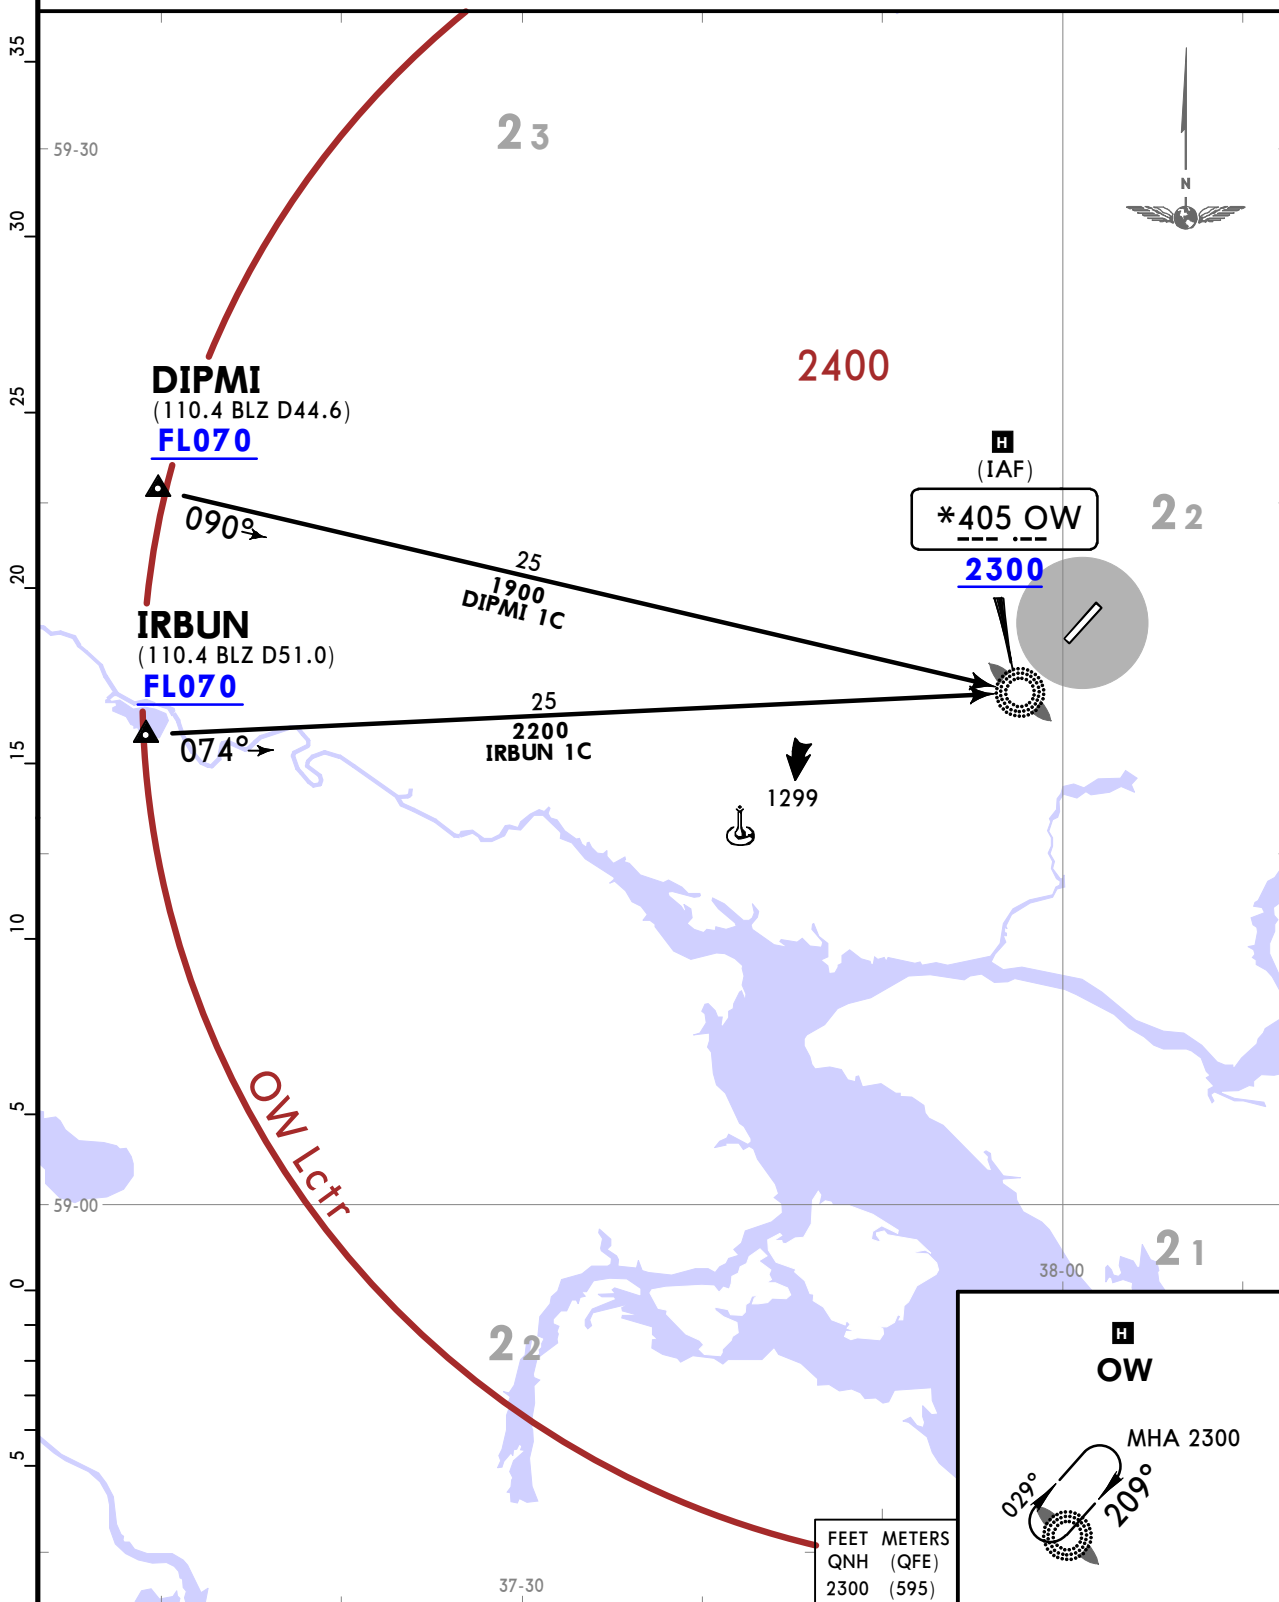 35
59-30
2 3
N
30
2400
DIPMI
(110.4 BLZ D44.6)
FL070
25
H
(IAF)
*405 OW
2300
2 2
090°
25
1900
DIPMI 1C
20
IRBUN
(110.4 BLZ D51.0)
FL070
074°
25
2200
IRBUN 1C
15
1299
10
5
OW Lctr
59-00
2 1
38-00
0
2 2
H
OW
MHA 2300
029°
209°
5
37-30
FEET METERS
QNH (QFE)
2300 (595)